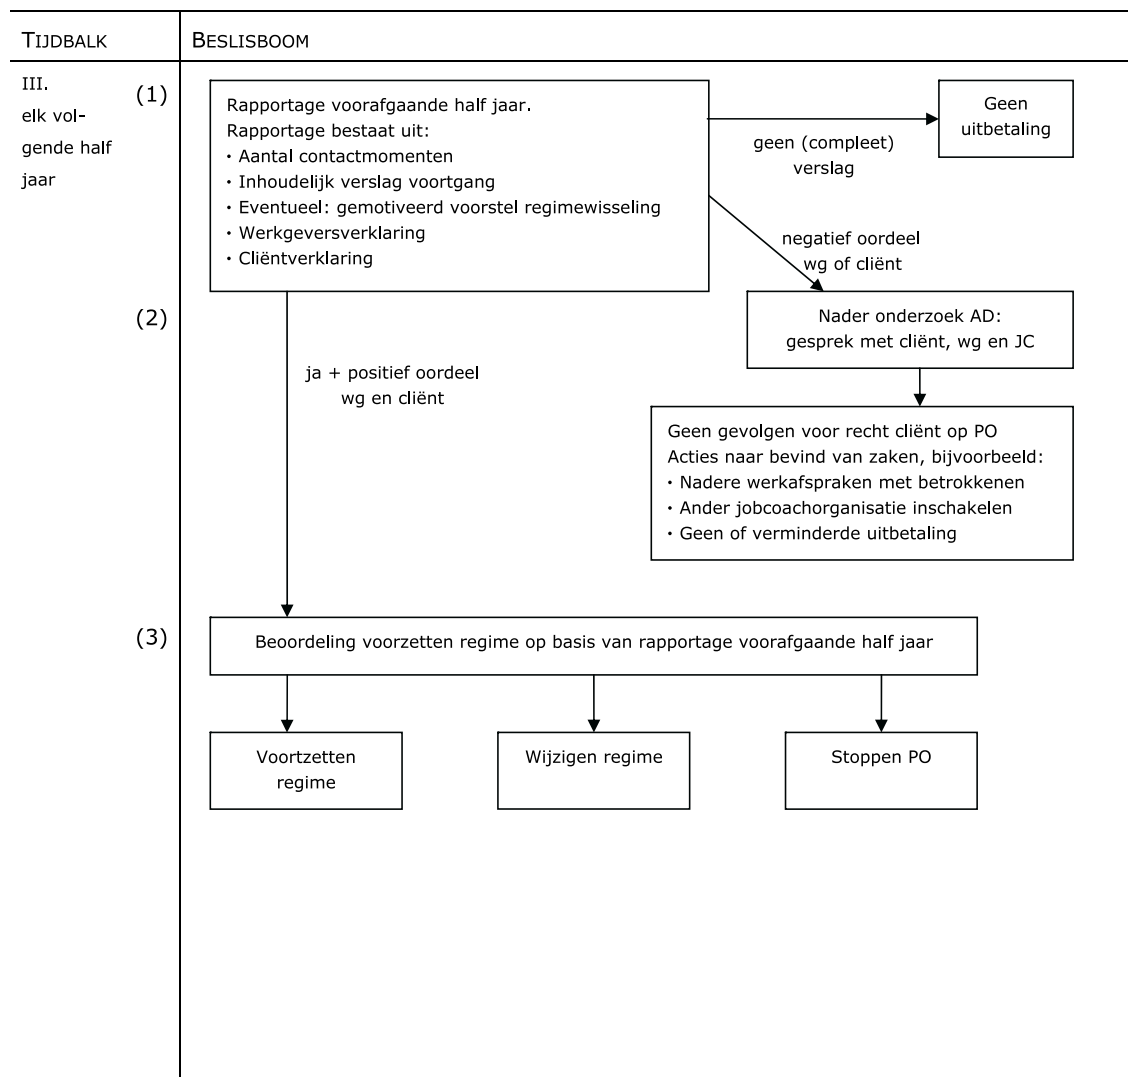 TIJDBALK
BESLISBOOM
III.
elk vol-
gende half
jaar
(1)
Rapportage voorafgaande half jaar.
Rapportage bestaat uit:
· Aantal contactmomenten
· Inhoudelijk verslag voortgang
· Eventueel: gemotiveerd voorstel regimewisseling
· Werkgeversverklaring
· Cliëntverklaring
geen (compleet)
verslag
Geen
uitbetaling
negatief oordeel
wg of cliënt
(2)
Nader onderzoek AD:
gesprek met cliënt, wg en JC
ja + positief oordeel
wg en cliënt
Geen gevolgen voor recht cliënt op PO
Acties naar bevind van zaken, bijvoorbeeld:
· Nadere werkafspraken met betrokkenen
· Ander jobcoachorganisatie inschakelen
· Geen of verminderde uitbetaling
(3)
Beoordeling voorzetten regime op basis van rapportage voorafgaande half jaar
Voortzetten
regime
Wijzigen regime
Stoppen PO